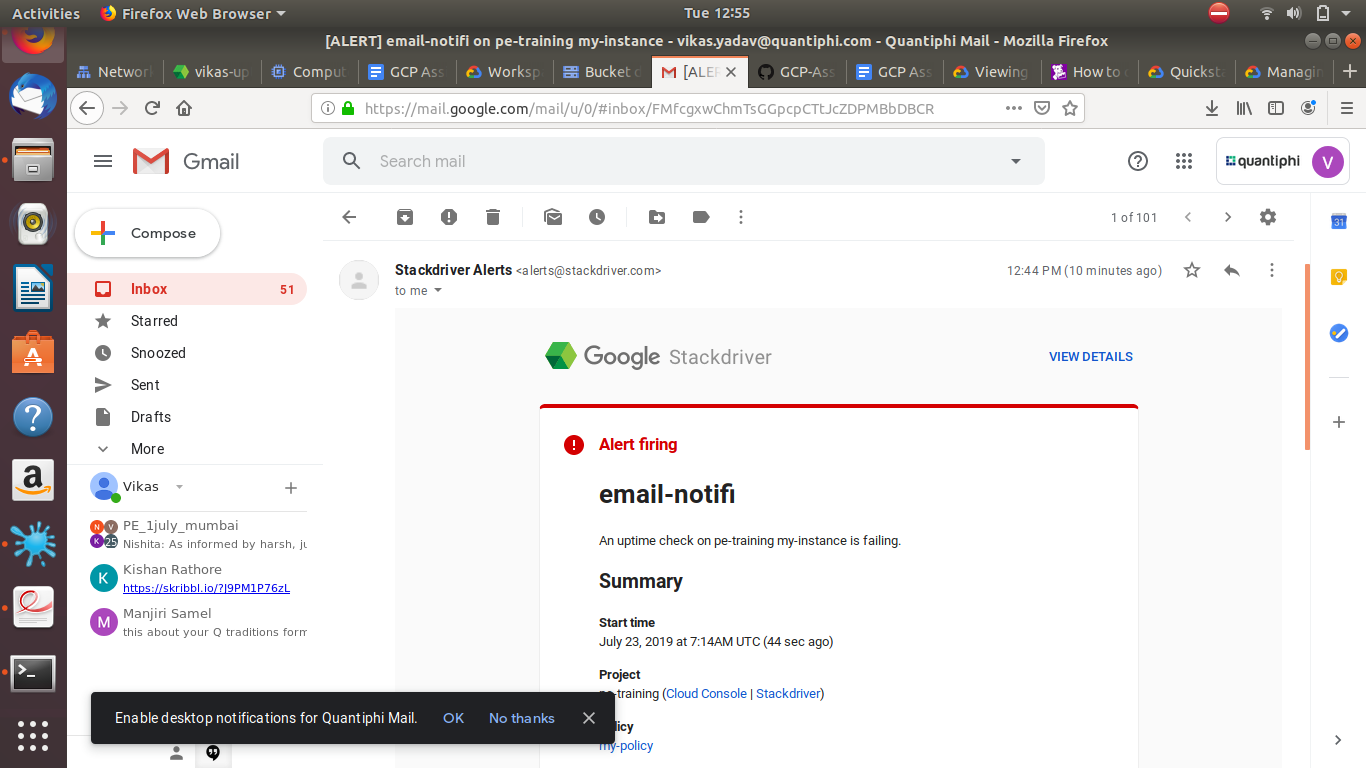 Activities Firefox Web Browser Tue 12:55
[ALERT] email-notifi on pe-training my-instance - vikas.yadav@quantiphi.com - Quantiphi Mail - Mozilla Firefox
Network vikas-up Comput GCP Ass Worksp Bucket d [ALER GCP-Ass GCP Ass Viewing How to Quicksta Managin
https://mail.google.com/mail/u/0/#inbox/FMfcgxwChmTsGGpcpCTtJcZDPMBbDBCR
Gmail
Search mail
quantiphi V
Compose
1 of 101
31
Inbox 51
Starred
Snoozed
Sent
Drafts
More
Vikas
PE_1july_mumbai
N V K 25
Nishita: As informed by harsh, ju
K
Kishan Rathore
https://skribbl.io/?J9PM1P76zL
M
Manjiri Samel
this about your Q traditions form
Stackdriver Alerts <alerts@stackdriver.com> 12:44 PM (10 minutes ago)
to me
Google Stackdriver VIEW DETAILS
Alert firing
email-notifi
An uptime check on pe-training my-instance is failing.
Summary
Start time
July 23, 2019 at 7:14AM UTC (44 sec ago)
Project
pe-training (Cloud Console | Stackdriver)
licy
my-policy
Enable desktop notifications for Quantiphi Mail. OK No thanks